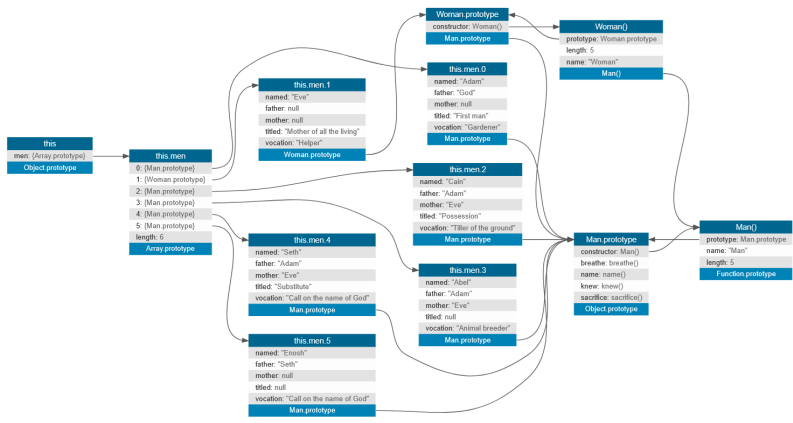 this
men: {Array.prototype}
Object.prototype
this.men
0: {Man.prototype}
1: {Woman.prototype}
2: {Man.prototype}
3: {Man.prototype}
4: {Man.prototype}
5: {Man.prototype}
length: 6
Array.prototype
this.men.1
named: "Eve"
father: null
mother: null
titled: "Mother of all the living"
vocation: "Helper"
Woman.prototype
this.men.4
named: "Seth"
father: "Adam"
mother: "Eve"
titled: "Substitute"
vocation: "Call on the name of God"
Man.prototype
this.men.5
named: "Enosh"
father: "Seth"
mother: null
titled: null
vocation: "Call on the name of God"
Man.prototype
Woman.prototype
constructor: Woman()
Man.prototype
this.men.0
named: "Adam"
father: "God"
mother: null
titled: "First man"
vocation: "Gardener"
Man.prototype
this.men.2
named: "Cain"
father: "Adam"
mother: "Eve"
titled: "Possession"
vocation: "Tiller of the ground"
Man.prototype
this.men.3
named: "Abel"
father: "Adam"
mother: "Eve"
titled: null
vocation: "Animal breeder"
Man.prototype
Woman()
prototype: Woman.prototype
length: 5
name: "Woman"
Man()
Man.prototype
constructor: Man()
breathe: breathe()
name: name()
knew: knew()
sacrifice: sacrifice()
Object.prototype
Man()
prototype: Man.prototype
name: "Man"
length: 5
Function.prototype